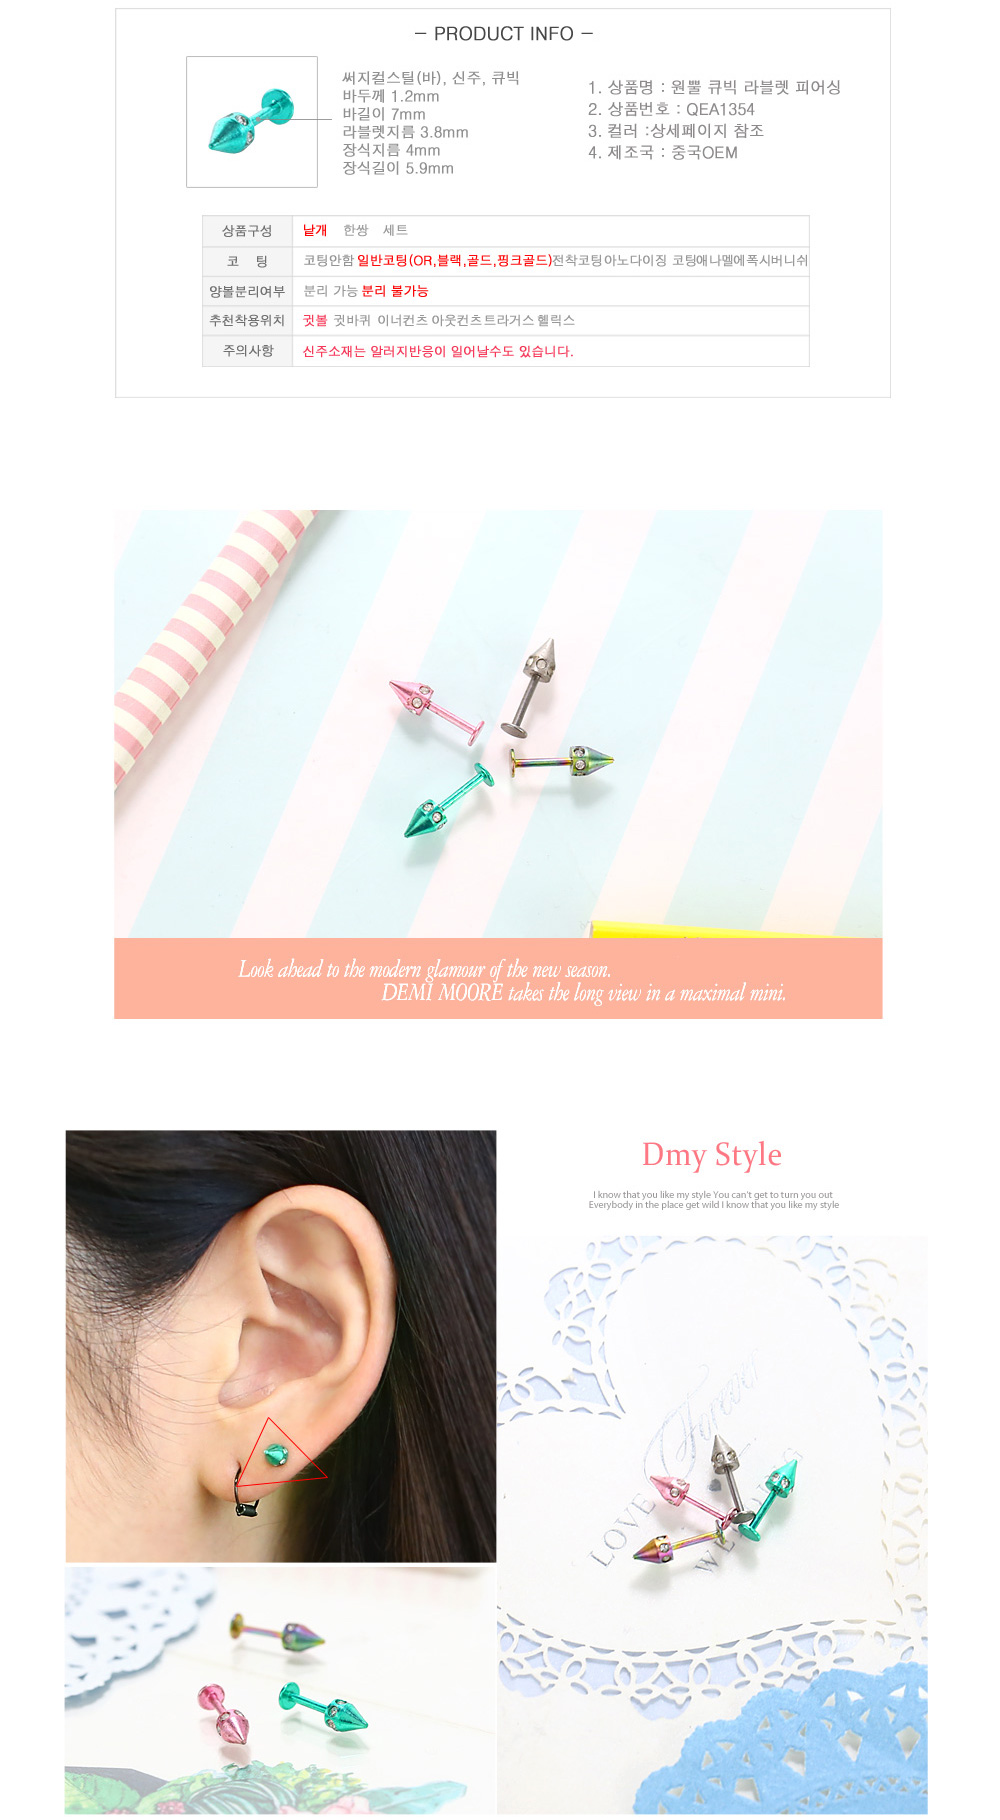 - PRODUCT INFO -
써지컬스틸(바), 신주, 큐빅
바두께 1.2mm
바길이 7mm
라블렛지름 3.8mm
장식지름 4mm
장식길이 5.9mm
1. 상품명 : 원뿔 큐빅 라블렛 피어싱
2. 상품번호 : QEA1354
3. 컬러 :상세페이지 참조
4. 제조국 : 중국OEM
상품구성 낱개 한쌍 세트
코 팅 코팅안함 일반코팅(OR,블랙,골드,핑크골드)전착코팅 아노다이징 코팅애나멜에폭시버니쉬
양볼분리여부 분리 가능 분리 불가능
추천착용위치 귓볼 귓바퀴 이너컨츠 아웃컨츠 트라거스 헬릭스
주의사항 신주소재는 알러지반응이 일어날수도 있습니다.
Look ahead to the modern glamour of the new season.
DEMI MOORE takes the long view in a maximal mini.
Dmy Style
I know that you like my style You can't get to turn you out
Everybody in the place get wild I know that you like my style
Forever
LOVE